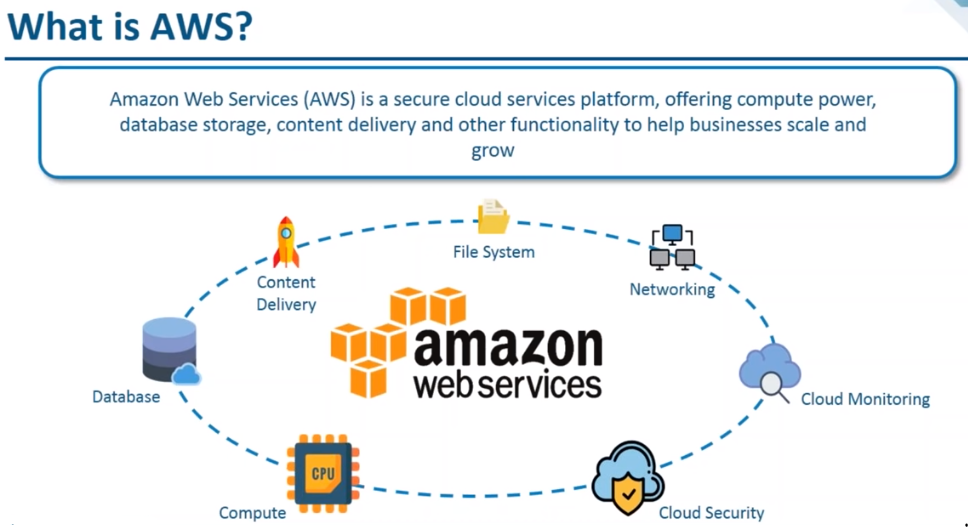 What is AWS?
Amazon Web Services (AWS) is a secure cloud services platform, offering compute power,
database storage, content delivery and other functionality to help businesses scale and
grow
File System
Content
Delivery
Networking
amazon
web services
Database
Cloud Monitoring
CPU
Compute
Cloud Security